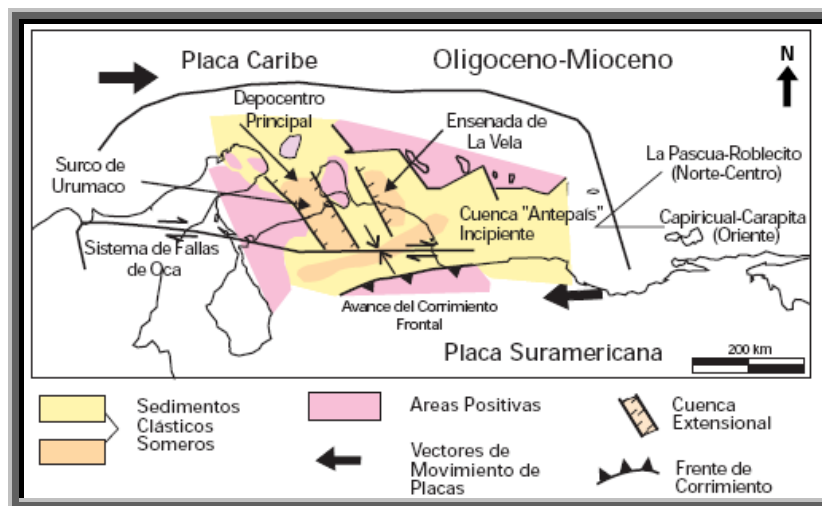 Placa Caribe
Oligoceno-Mioceno
N
Depocentro
Principal
Ensenada de
La Vela
Surco de
Urumaco
La Pascua-Roblecito
(Norte-Centro)
Cuenca "Antepaís"
Incipiente
Capiricual-Carapita
(Oriente)
Sistema de Fallas
de Oca
Avance del Corrimiento
Frontal
Placa Suramericana
200 km
Sedimentos
Clásticos
Someros
Areas Positivas
Vectores de
Movimiento de
Placas
Cuenca
Extensional
Frente de
Corrimiento